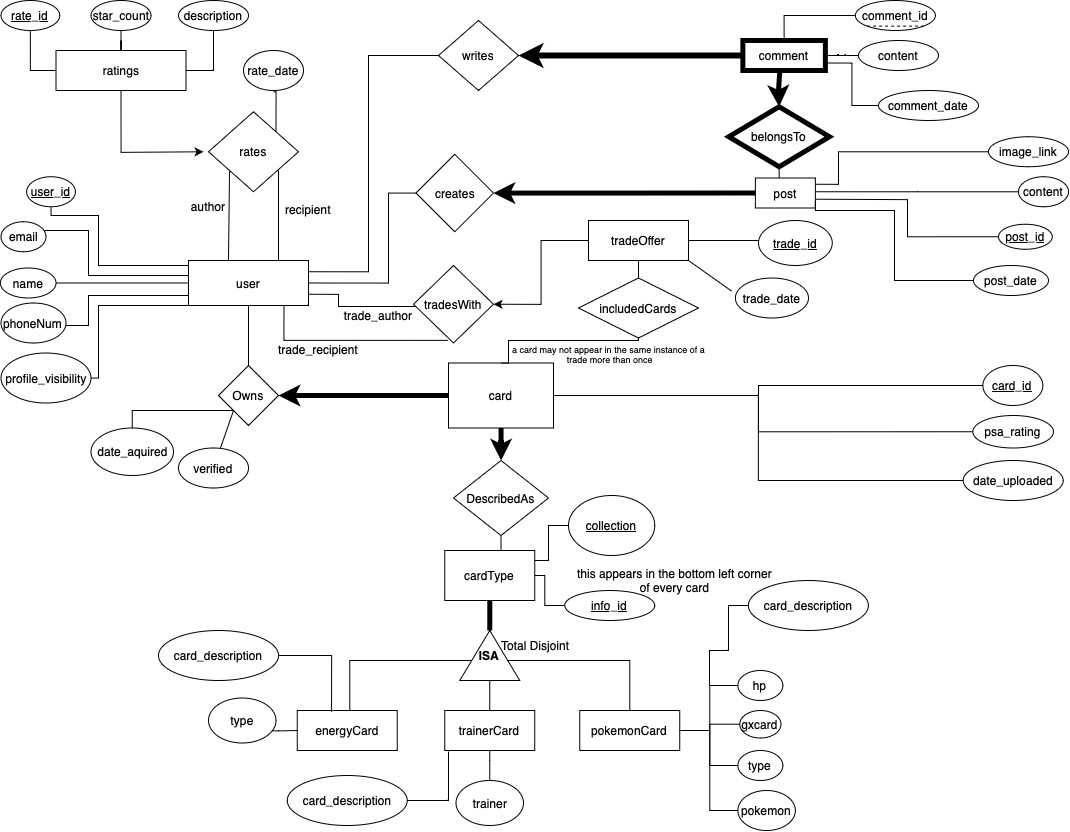 rate_id
star_count
description
comment_id
ratings
rate_date
writes
comment
content
comment_date
rates
belongsTo
image_link
user_id
author
recipient
creates
post
content
email
tradeOffer
trade_id
post_id
name
user
tradesWith
includedCards
trade_date
post_date
phoneNum
trade_author
trade_recipient
a card may not appear in the same instance of a
trade more than once
profile_visibility
Owns
card
card_id
date_aquired
verified
psa_rating
date_uploaded
DescribedAs
collection
cardType
this appears in the bottom left corner
of every card
info_id
card_description
card_description
ISA
Total Disjoint
hp
type
energyCard
trainerCard
pokemonCard
gxcard
type
card_description
trainer
pokemon